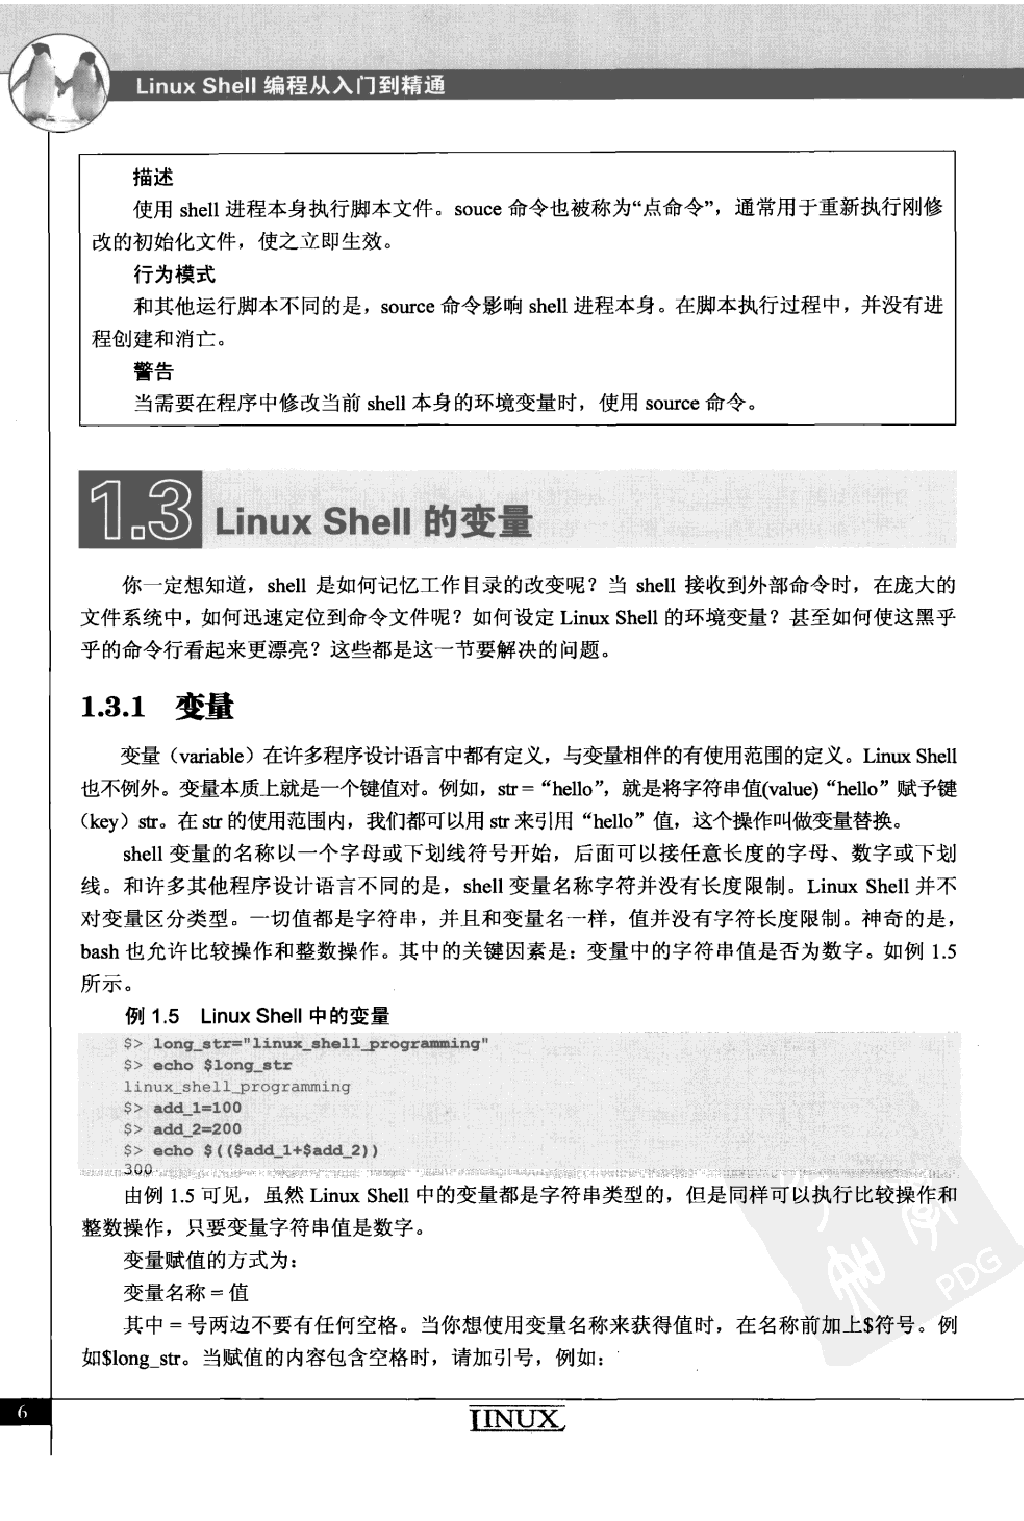 Linux Shell 编程从入门到精通
描述
使用 shell 进程本身执行脚本文件。souce 命令也被称为“点命令”，通常用于重新执行刚修
改的初始化文件，使之立即生效。
行为模式
和其他运行脚本不同的是，source 命令影响 shell 进程本身。在脚本执行过程中，并没有进
程创建和消亡。
警告
当需要在程序中修改当前 shell 本身的环境变量时，使用 source 命令。
1.3 Linux Shell 的变量
你一定想知道，shell 是如何记忆工作目录的改变呢？当 shell 接收到外部命令时，在庞大的
文件系统中，如何迅速定位到命令文件呢？如何设定 Linux Shell 的环境变量？甚至如何使这黑乎
乎的命令行看起来更漂亮？这些都是这一节要解决的问题。
1.3.1 变量
变量（variable）在许多程序设计语言中都有定义，与变量相伴的有使用范围的定义。Linux Shell
也不例外。变量本质上就是一个键值对。例如，str = “hello”，就是将字符串值(value)“hello”赋予键
（key）str。在 str 的使用范围内，我们都可以用 str 来引用“hello”值，这个操作叫做变量替换。
shell 变量的名称以一个字母或下划线符号开始，后面可以接任意长度的字母、数字或下划
线。和许多其他程序设计语言不同的是，shell 变量名称字符并没有长度限制。Linux Shell 并不
对变量区分类型。一切值都是字符串，并且和变量名一样，值并没有字符长度限制。神奇的是，
bash 也允许比较操作和整数操作。其中的关键因素是：变量中的字符串值是否为数字。如例 1.5
所示。
例 1.5 Linux Shell 中的变量
$> long_str="linux_shell_programming"
$> echo $long_str
linux_shell_programming
$> add_1=100
$> add_2=200
$> echo $(($add_1+$add_2))
300
由例 1.5 可见，虽然 Linux Shell 中的变量都是字符串类型的，但是同样可以执行比较操作和
整数操作，只要变量字符串值是数字。
变量赋值的方式为：
变量名称 = 值
其中 = 号两边不要有任何空格。当你想使用变量名称来获得值时，在名称前加上$符号。例
如$long_str。当赋值的内容包含空格时，请加引号，例如：
PDG
6
LINUX